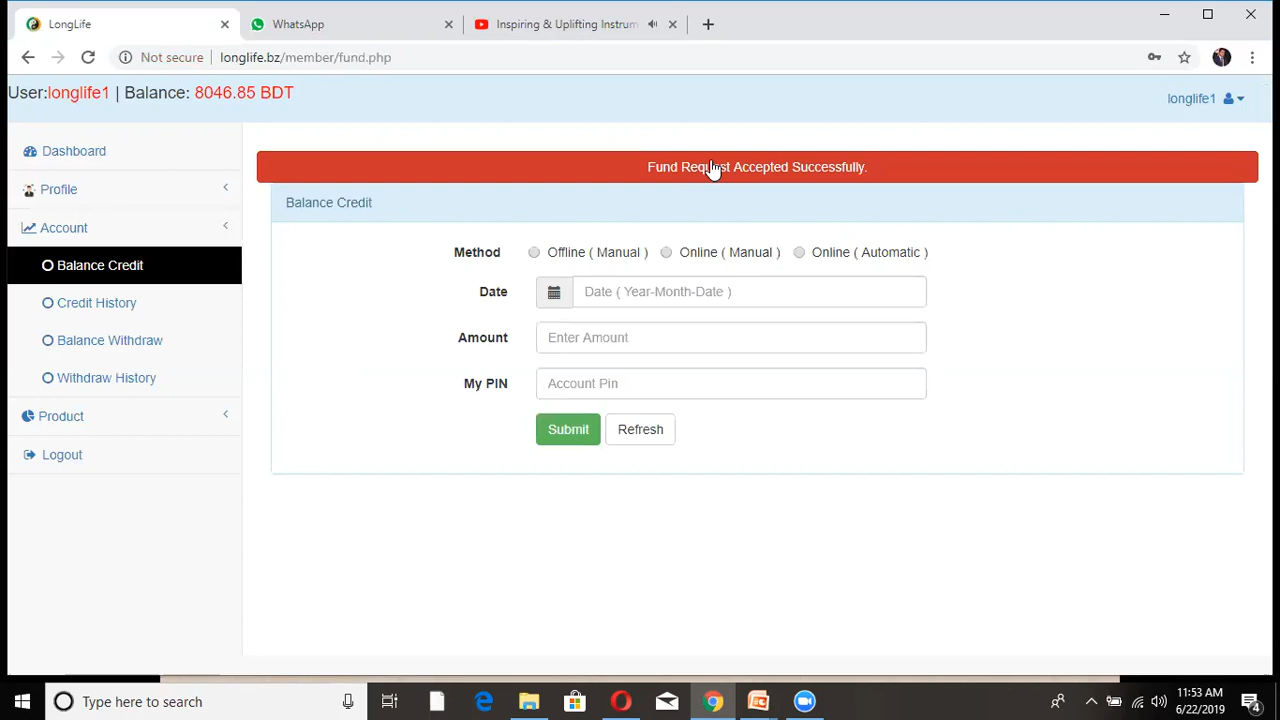 LongLife
WhatsApp
Inspiring & Uplifting Instrum
Not secure
longlife.bz/member/fund.php
User:longlife1 | Balance: 8046.85 BDT
longlife1
Dashboard
Profile
Account
Balance Credit
Credit History
Balance Withdraw
Withdraw History
Product
Logout
Fund Request Accepted Successfully.
Balance Credit
Method
Offline ( Manual )
Online ( Manual )
Online ( Automatic )
Date
Date ( Year-Month-Date )
Amount
Enter Amount
My PIN
Account Pin
Submit
Refresh
Type here to search
11:53 AM
6/22/2019
4